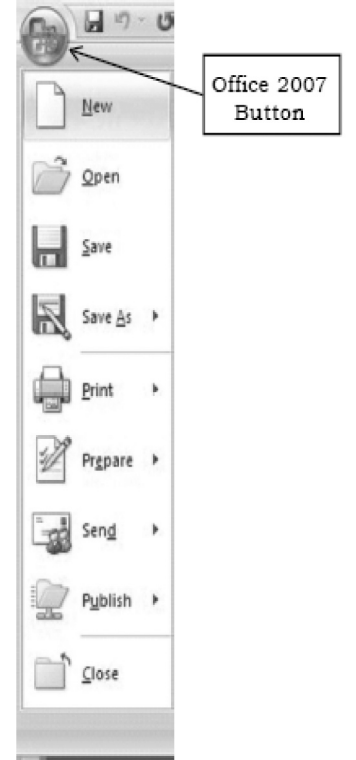 Office 2007
Button
New
Open
Save
Save As
Print
Prepare
Send
Publish
Close